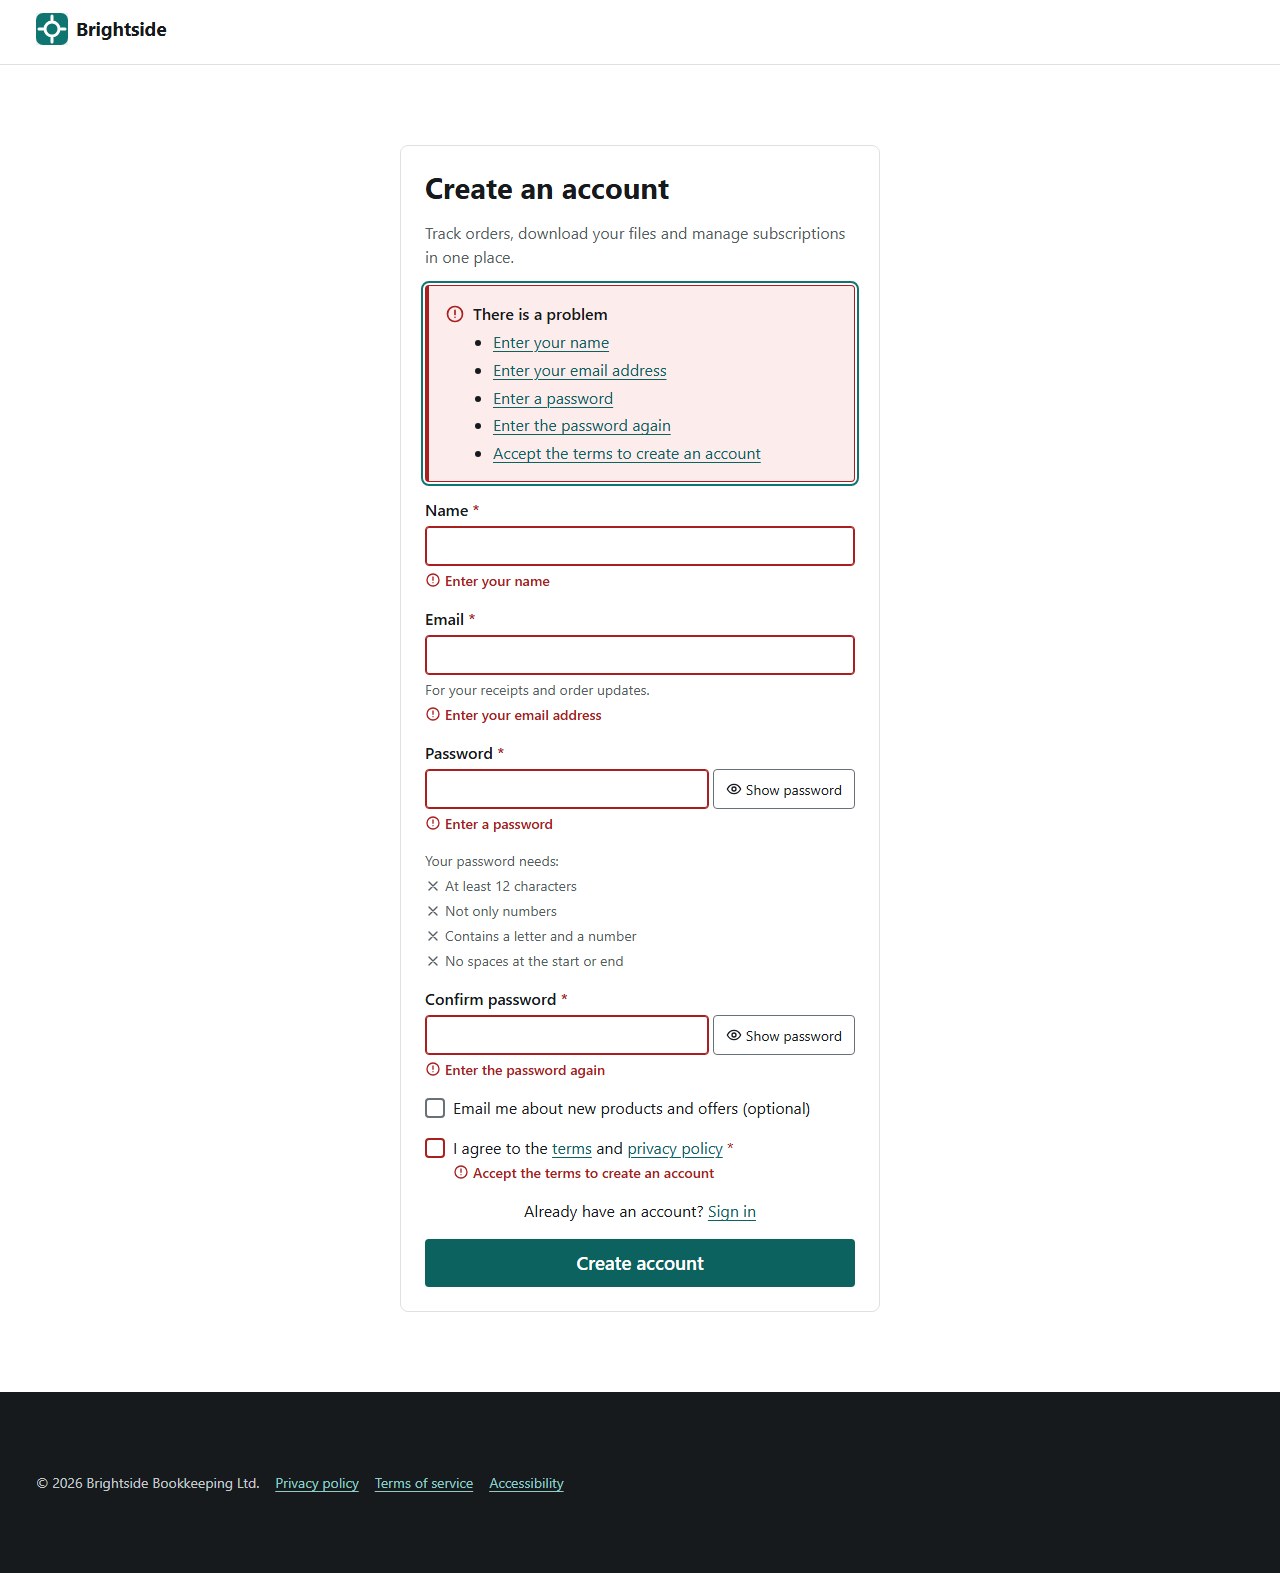 Brightside
Create an account
Track orders, download your files and manage subscriptions
in one place.
There is a problem
Enter your name
Enter your email address
Enter a password
Enter the password again
Accept the terms to create an account
Name *
Enter your name
Email *
For your receipts and order updates.
Enter your email address
Password *
Show password
Enter a password
Your password needs:
At least 12 characters
Not only numbers
Contains a letter and a number
No spaces at the start or end
Confirm password *
Show password
Enter the password again
Email me about new products and offers (optional)
I agree to the terms and privacy policy *
Accept the terms to create an account
Already have an account? Sign in
Create account
© 2026 Brightside Bookkeeping Ltd. Privacy policy Terms of service Accessibility